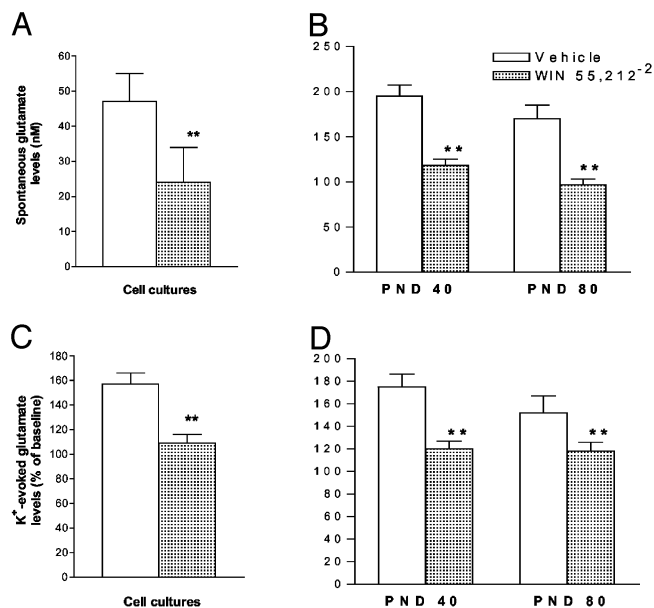 A
Spontaneous glutamate
levels (nM)
60
50
40
30
20
10
0
**
Cell cultures
B
250
200
150
100
50
0
Vehicle
WIN 55,212-2
**
**
PND 40
PND 80
C
K+-evoked glutamate
levels (% of baseline)
180
160
140
120
100
80
60
40
20
0
**
Cell cultures
D
200
180
160
140
120
100
80
60
40
20
0
**
**
PND 40
PND 80